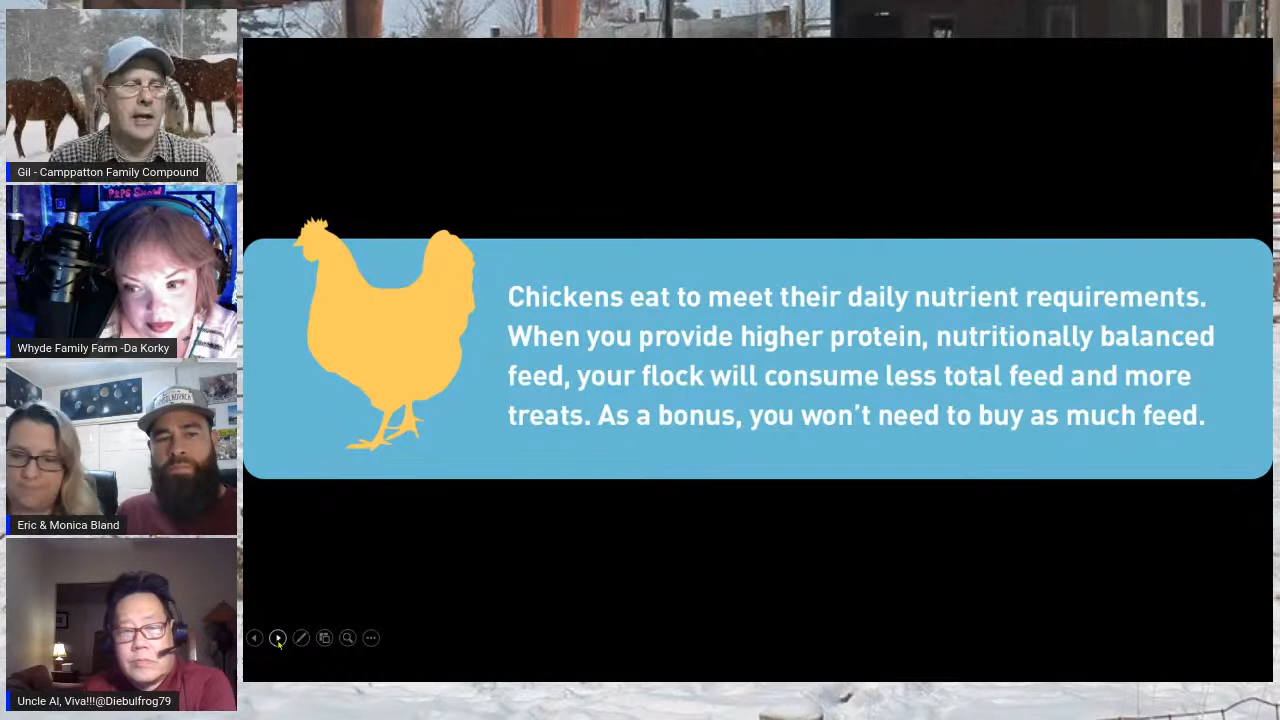 Gil - Camppatton Family Compound
PEPS Show
Whyde Family Farm -Da Korky
Eric & Monica Bland
Uncle Al, Viva!!!@Diebulfrog79
Chickens eat to meet their daily nutrient requirements.
When you provide higher protein, nutritionally balanced
feed, your flock will consume less total feed and more
treats. As a bonus, you won’t need to buy as much feed.